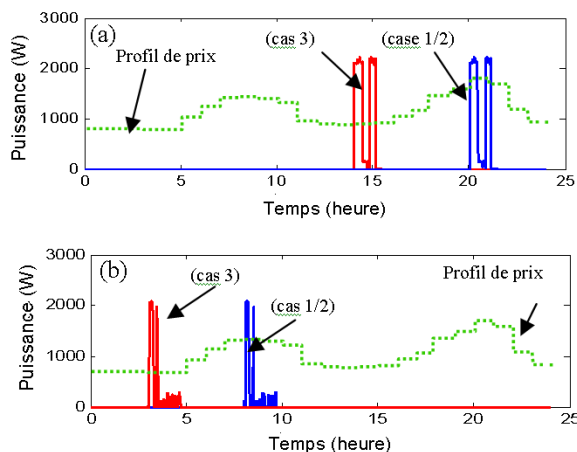 (a)
(cas 3)
(case 1/2)
Profil de prix
Puissance (W)
3000
2000
1000
0
0
5
10
15
20
25
Temps (heure)
(b)
(cas 3)
(cas 1/2)
Profil de prix
Puissance (W)
3000
2000
1000
0
0
5
10
15
20
25
Temps (heure)